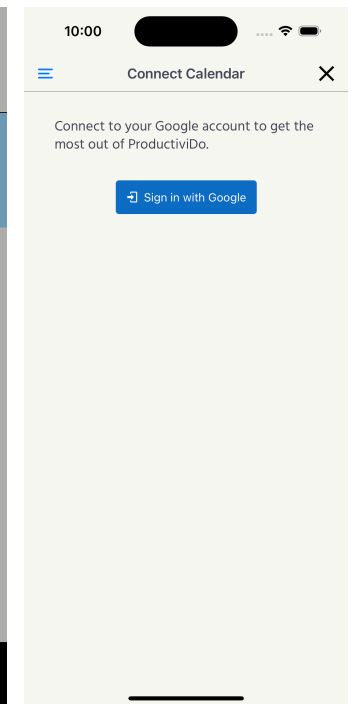 10:00
Connect Calendar
Connect to your Google account to get the
most out of ProductiviDo.
Sign in with Google